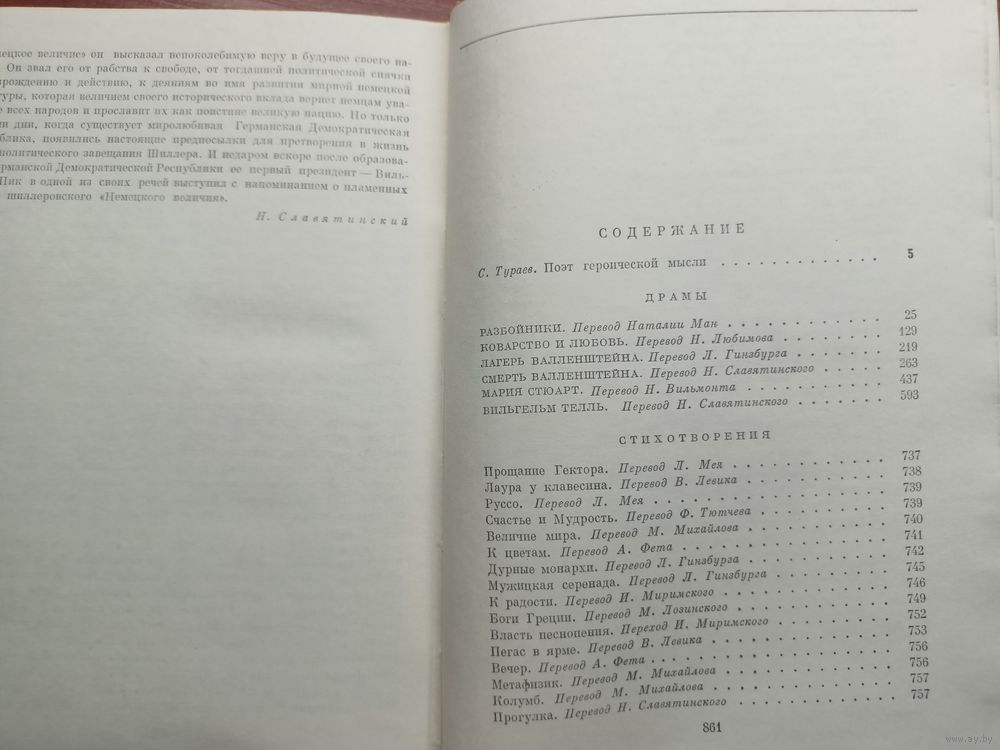 ецкое величие» он высказал непоколебимую веру в будущее своего на-
Он звал его от рабства к свободе, от тогдашней политической спячки
рождению и действию, к деяниям во имя развития мирной немецкой
туры, которая величием своего исторического вклада вернет немцам ува-
е всех народов и прославит их как поистине великую нацию. Но только
и дни, когда существует миролюбивая Германская Демократическая
блика, появились настоящие предпосылки для претворения в жизнь
политического завещания Шиллера. И недаром вскоре после образова-
ерманской Демократической Республики ее первый президент — Виль-
Пик в одной из своих речей выступил с напоминанием о пламенных
шиллеровского «Немецкого величия».
Н. Славятинский
СОДЕРЖАНИЕ
С. Тураев. Поэт героической мысли . . . . . . . . . . . . . 5
ДРАМЫ
РАЗБОЙНИКИ. Перевод Наталии Ман . . . . . . . . . . . 25
КОВАРСТВО И ЛЮБОВЬ. Перевод Н. Любимова . . . . . . . 129
ЛАГЕРЬ ВАЛЛЕНШТЕЙНА. Перевод Л. Гинзбурга . . . . . . . 219
СМЕРТЬ ВАЛЛЕНШТЕЙНА. Перевод Н. Славятинского . . . . . 263
МАРИЯ СТЮАРТ. Перевод Н. Вильмонта . . . . . . . . . . 437
ВИЛЬГЕЛЬМ ТЕЛЛЬ. Перевод Н. Славятинского . . . . . . . 593
СТИХОТВОРЕНИЯ
Прощание Гектора. Перевод Л. Мея . . . . . . . . . . . 737
Лаура у клавесина. Перевод В. Левика . . . . . . . . . . 738
Руссо. Перевод Л. Мея . . . . . . . . . . . . . . . . 739
Счастье и Мудрость. Перевод Ф. Тютчева . . . . . . . . . 739
Величие мира. Перевод М. Михайлова . . . . . . . . . . 740
К цветам. Перевод А. Фета . . . . . . . . . . . . . . 741
Дурные монархи. Перевод Л. Гинзбурга . . . . . . . . . . 742
Мужицкая серенада. Перевод Л. Гинзбурга . . . . . . . . 745
К радости. Перевод И. Миримского . . . . . . . . . . . 746
Боги Греции. Перевод М. Лозинского . . . . . . . . . . 749
Власть песнопения. Переход И. Миримского . . . . . . . . 752
Пегас в ярме. Перевод В. Левика . . . . . . . . . . . . 753
Вечер. Перевод А. Фета . . . . . . . . . . . . . . . 756
Метафизик. Перевод М. Михайлова . . . . . . . . . . . 756
Колумб. Перевод М. Михайлова . . . . . . . . . . . . 757
Прогулка. Перевод Н. Славятинского . . . . . . . . . . 757
861
www.ay.by